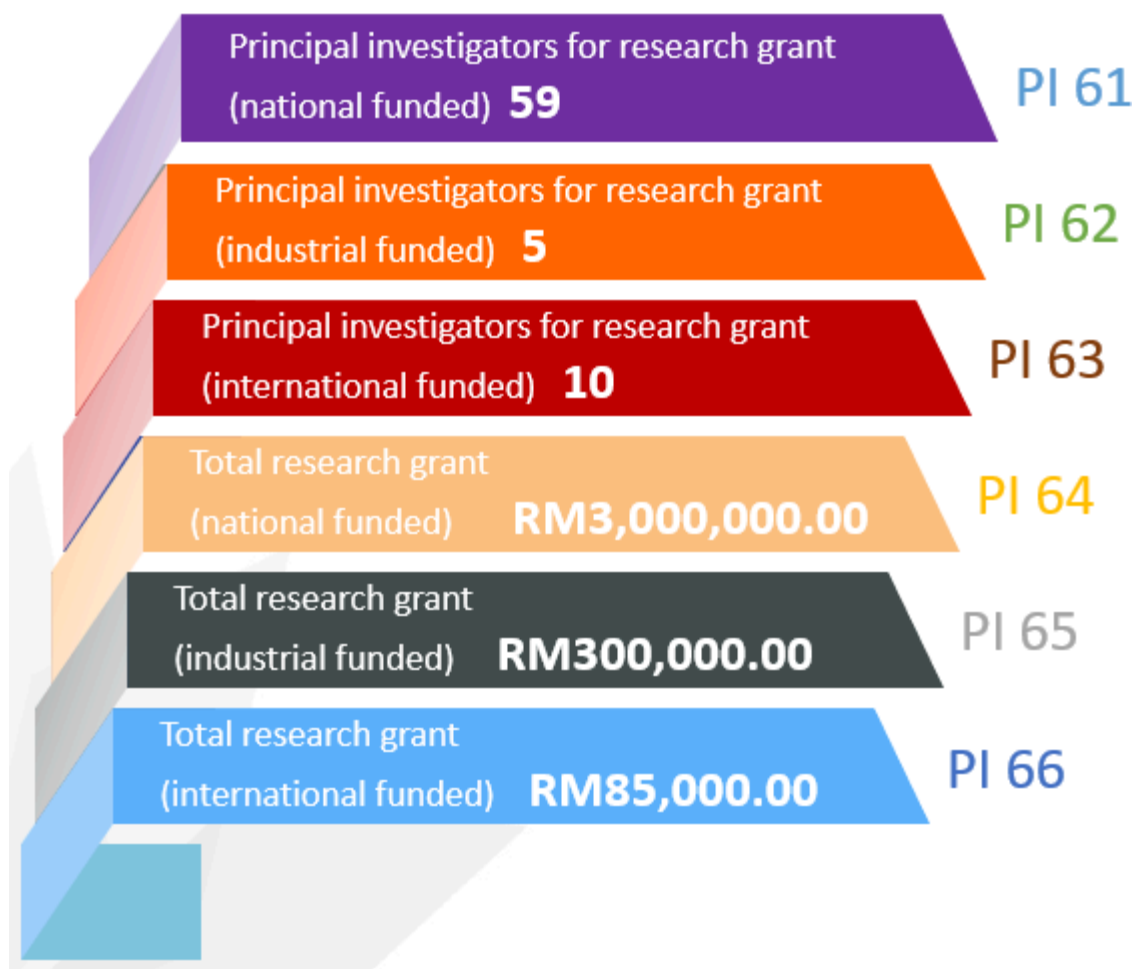 Principal investigators for research grant
(national funded) 59
PI 61
Principal investigators for research grant
(industrial funded) 5
PI 62
Principal investigators for research grant
(international funded) 10
PI 63
Total research grant
(national funded) RM3,000,000.00
PI 64
Total research grant
(industrial funded) RM300,000.00
PI 65
Total research grant
(international funded) RM85,000.00
PI 66